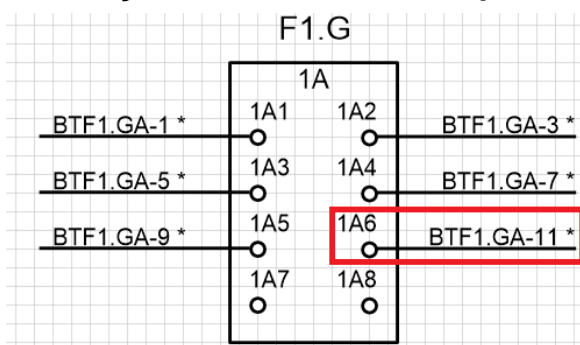 F1.G
1A
1A1 1A2
BTF1.GA-1 * BTF1.GA-3 *
1A3 1A4
BTF1.GA-5 * BTF1.GA-7 *
1A5 1A6
BTF1.GA-9 * BTF1.GA-11 *
1A7 1A8